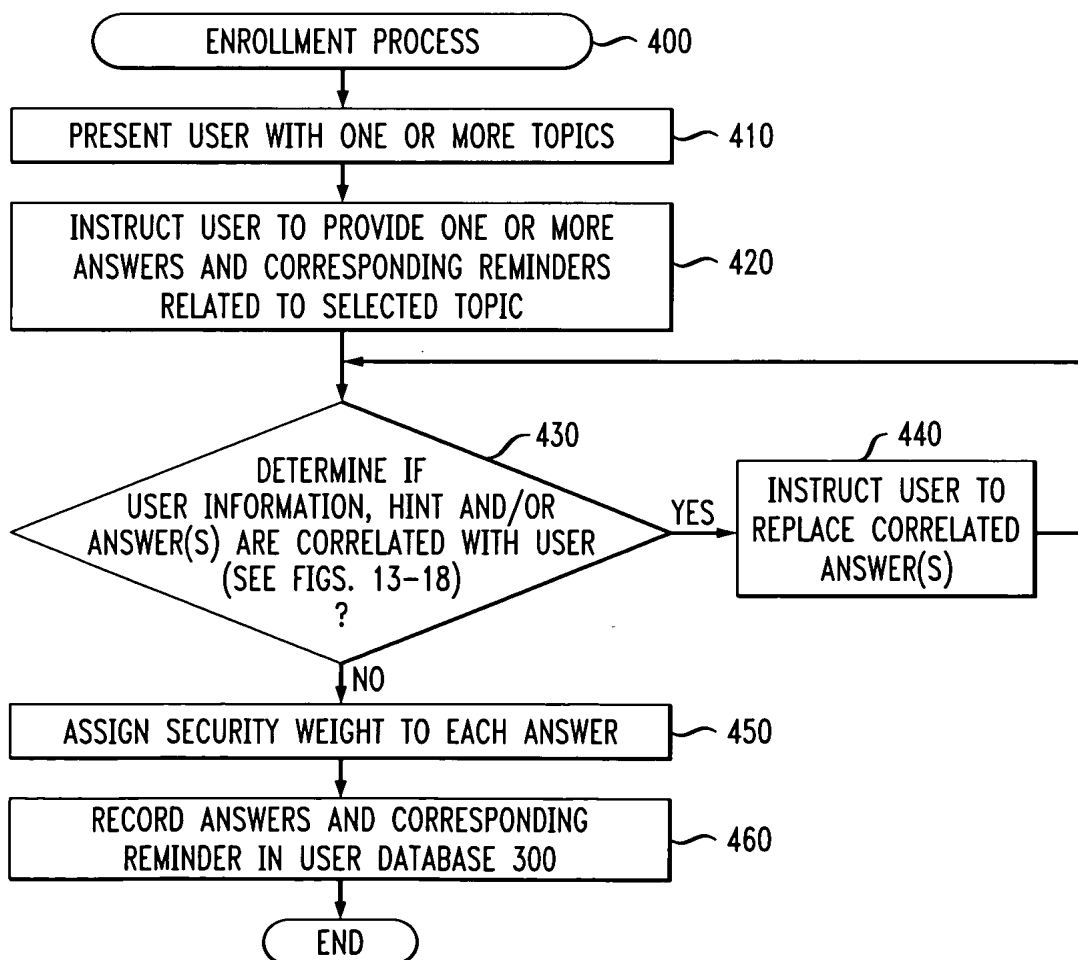 ENROLLMENT PROCESS
400
PRESENT USER WITH ONE OR MORE TOPICS
410
INSTRUCT USER TO PROVIDE ONE OR MORE
ANSWERS AND CORRESPONDING REMINDERS
RELATED TO SELECTED TOPIC
420
430
DETERMINE IF
USER INFORMATION, HINT AND/OR
ANSWER(S) ARE CORRELATED WITH USER
(SEE FIGS. 13-18)
?
YES
440
INSTRUCT USER TO
REPLACE CORRELATED
ANSWER(S)
NO
ASSIGN SECURITY WEIGHT TO EACH ANSWER
450
RECORD ANSWERS AND CORRESPONDING
REMINDER IN USER DATABASE 300
460
END